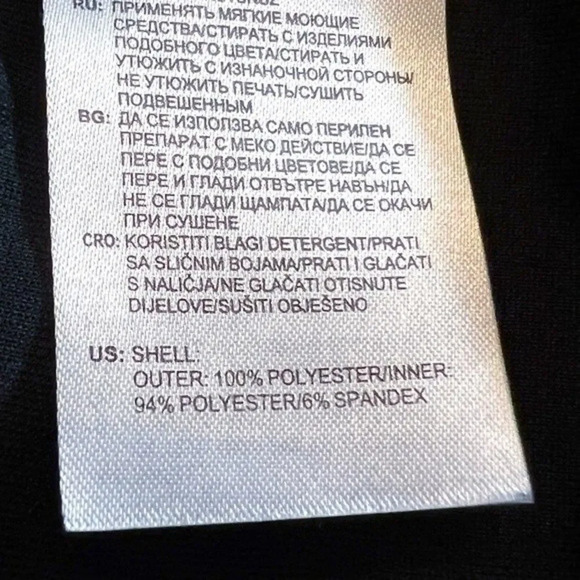 RU: ПРИМЕНЯТЬ МЯГКИЕ МОЮЩИЕ
СРЕДСТВА/СТИРАТЬ С ИЗДЕЛИЯМИ
ПОДОБНОГО ЦВЕТА/СТИРАТЬ И
УТЮЖИТЬ С ИЗНАНОЧНОЙ СТОРОНЫ/
НЕ УТЮЖИТЬ ПЕЧАТЬ/СУШИТЬ
ПОДВЕШЕННЫМ
BG: ДА СЕ ИЗПОЛЗВА САМО ПЕРИЛЕН
ПРЕПАРАТ С МЕКО ДЕЙСТВИЕ/ДА СЕ
ПЕРЕ С ПОДОБНИ ЦВЕТОВЕ/ДА СЕ
ПЕРЕ И ГЛАДИ ОТВЪТРЕ НАВЪН/ДА
НЕ СЕ ГЛАДИ ЩАМПАТА/ДА СЕ ОКАЧИ
ПРИ СУШЕНЕ
CRO: KORISTITI BLAGI DETERGENT/PRATI
SA SLIČNIM BOJAMA/PRATI I GLAČATI
S NALIČJA/NE GLAČATI OTISNUTE
DIJELOVE/SUŠITI OBJEŠENO
US: SHELL:
OUTER: 100% POLYESTER/INNER:
94% POLYESTER/6% SPANDEX